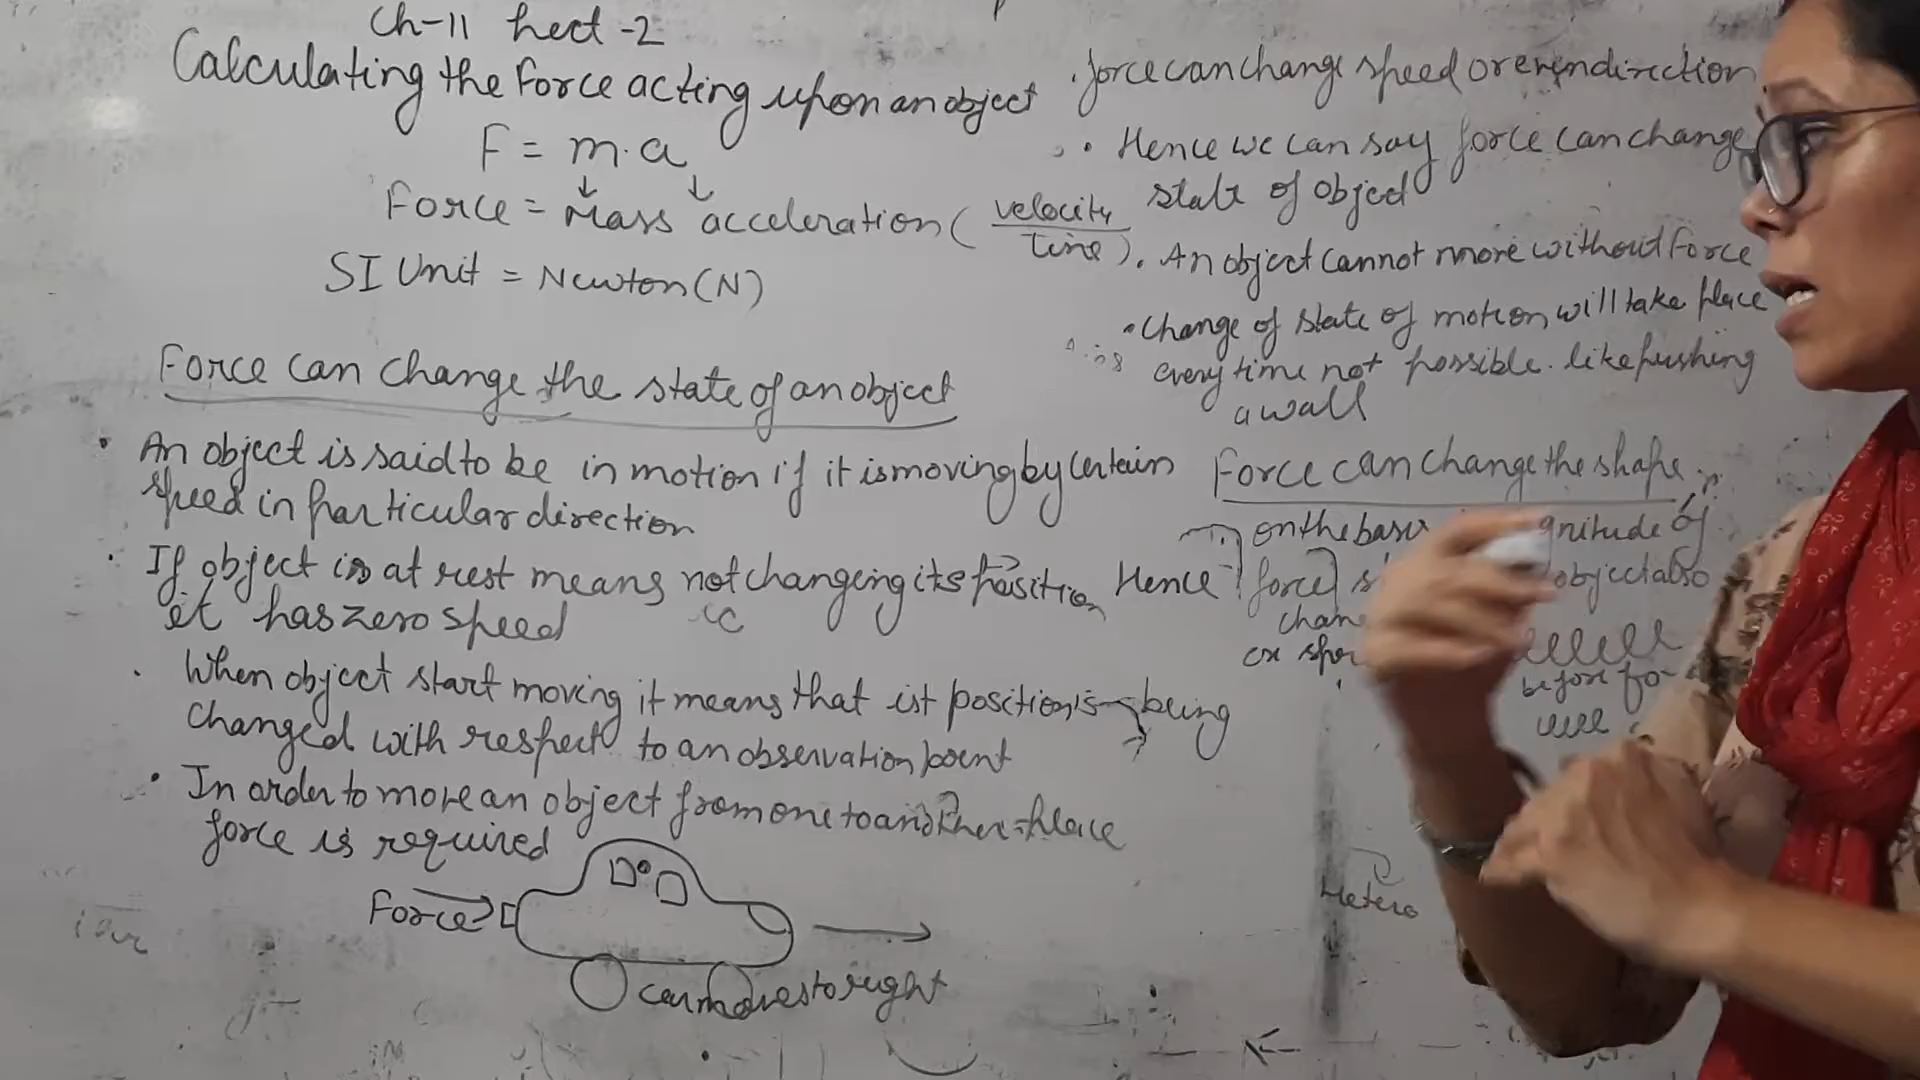 Ch-11 Lect-2
Calculating the Force acting upon an object
F = m.a
Force = Mass acceleration (velocity/time)
SI Unit = Newton (N)
Force can change the state of an object
• An object is said to be in motion if it is moving by certain
speed in particular direction
• If object is at rest means not changing its position Hence
it has zero speed
• When object start moving it means that ist position is being
changed with respect to an observation point
• In order to move an object from one to another place
force is required
Force
car moves to right
• force can change speed or even direction
• Hence we can say force can change
state of object
• An object cannot move without Force
• Change of state of motion will take place
every time not possible. like pushing
a wall
Force can change the shape
on the basis gnitude of
force object also
before
Hetero